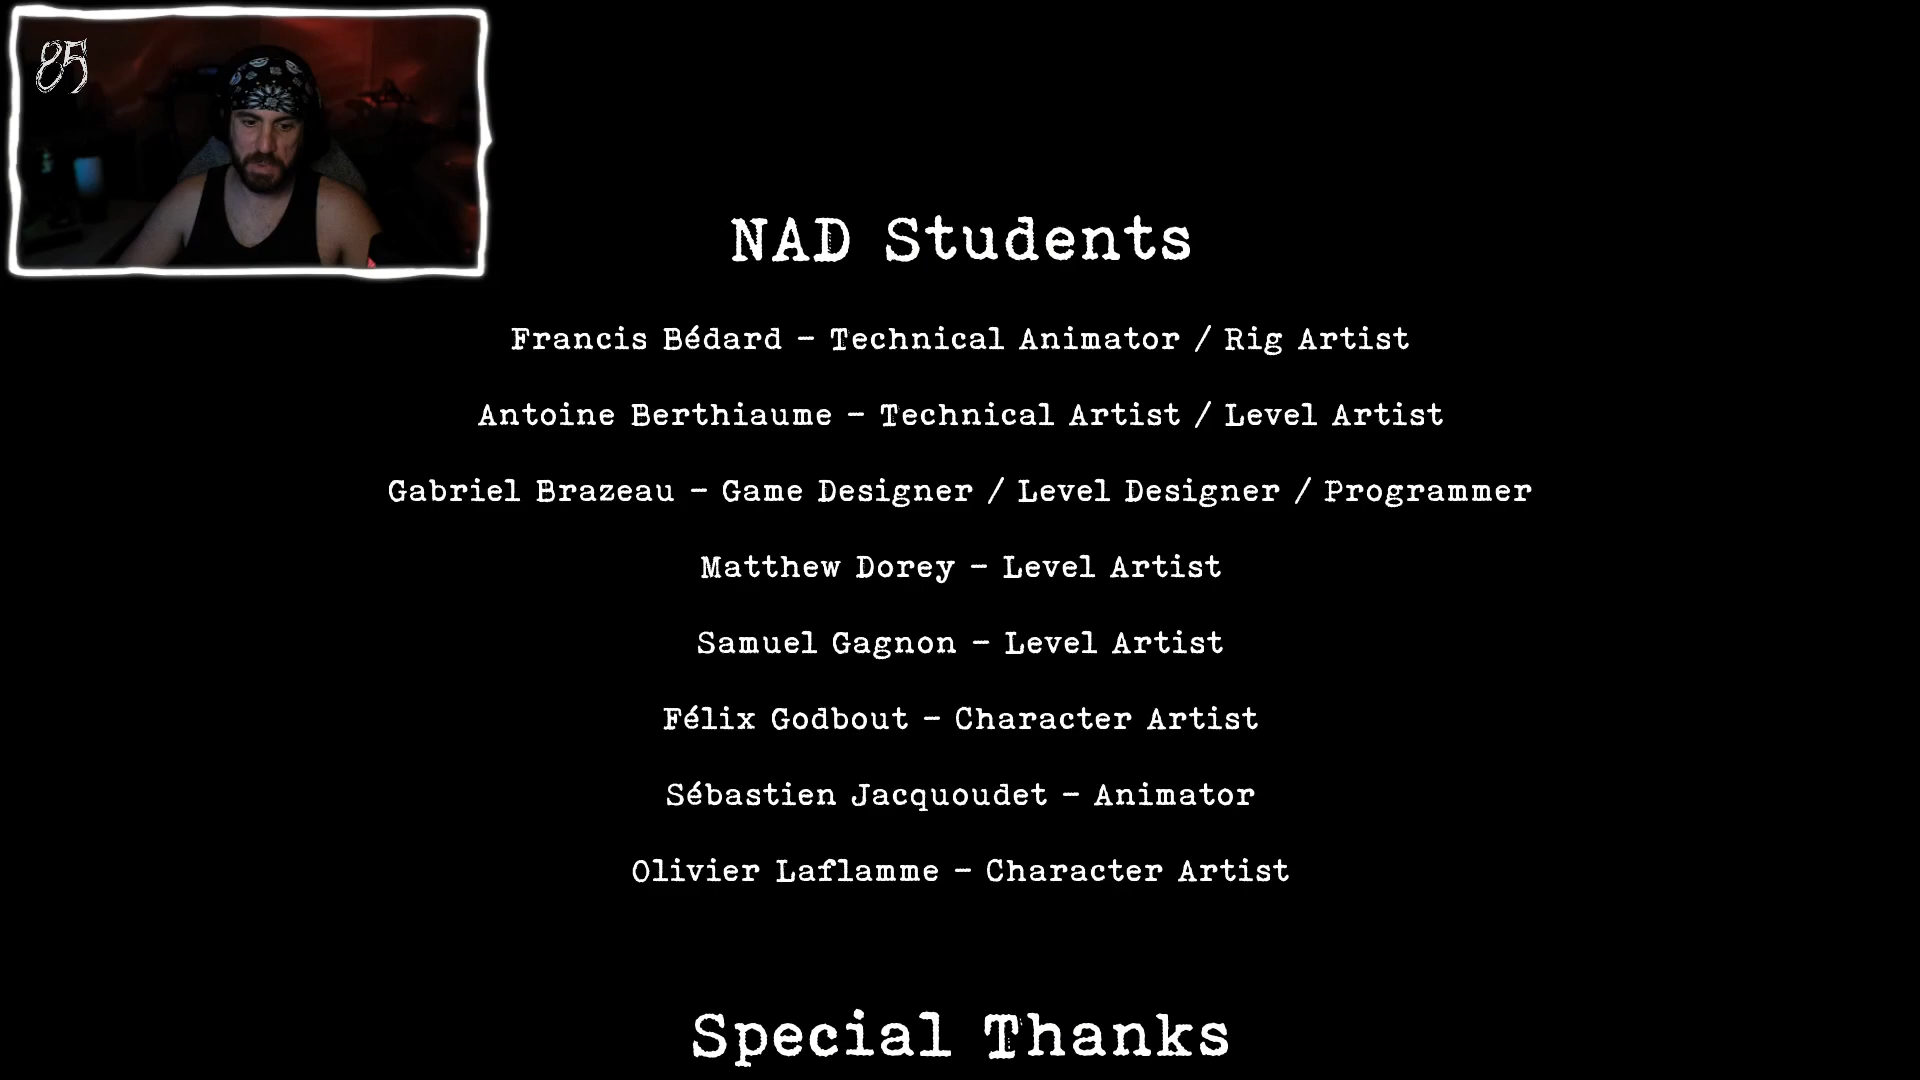 85
NAD Students
Francis Bédard - Technical Animator / Rig Artist
Antoine Berthiaume - Technical Artist / Level Artist
Gabriel Brazeau - Game Designer / Level Designer / Programmer
Matthew Dorey - Level Artist
Samuel Gagnon - Level Artist
Félix Godbout - Character Artist
Sébastien Jacquoudet - Animator
Olivier Laflamme - Character Artist
Special Thanks